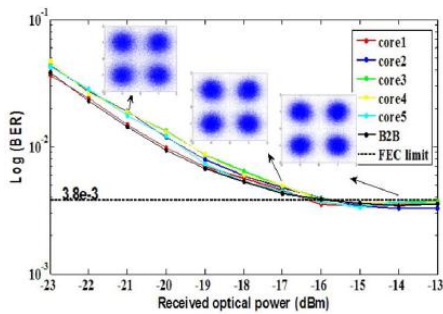 10^-1
core1
core2
core3
core4
core5
B2B
FEC limit
Log (BER)
10^-2
3.8e-3
10^-3
-23 -22 -21 -20 -19 -18 -17 -16 -15 -14 -13
Received optical power (dBm)